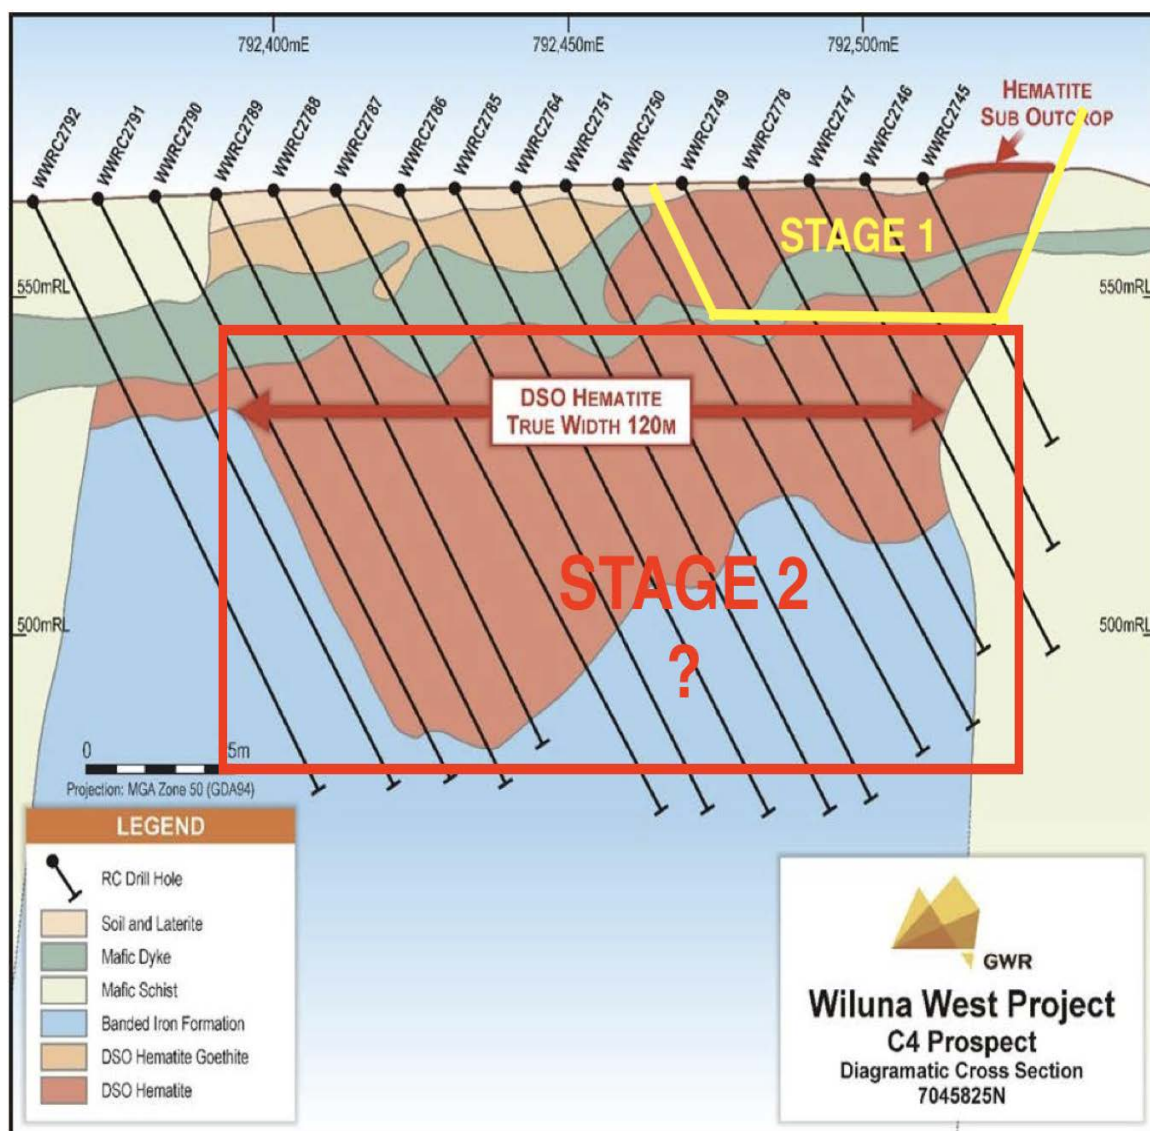 792,400mE
792,450mE
792,500mE
WWRC2792
WWRC2791
WWRC2790
WWRC2789
WWRC2788
WWRC2787
WWRC2786
WWRC2785
WWRC2764
WWRC2751
WWRC2750
WWRC2749
WWRC2778
WWRC2747
WWRC2746
WWRC2745
HEMATITE
SUB OUTCROP
STAGE 1
550mRL
550mRL
DSO HEMATITE
TRUE WIDTH 120M
STAGE 2
?
500mRL
500mRL
0
5m
Projection: MGA Zone 50 (GDA94)
LEGEND
RC Drill Hole
Soil and Laterite
Mafic Dyke
Mafic Schist
Banded Iron Formation
DSO Hematite Goethite
DSO Hematite
GWR
Wiluna West Project
C4 Prospect
Diagramatic Cross Section
7045825N